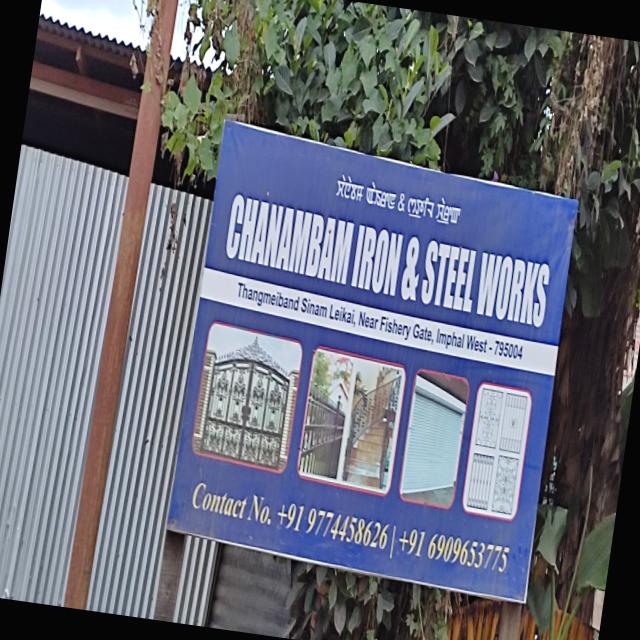 CHANAMBAM IRON & STEEL WORKS
Thangmeiband Sinam Leikai, Near Fishery Gate, Imphal West - 795004
Contact No. +91 9774458626 | +91 6909653775